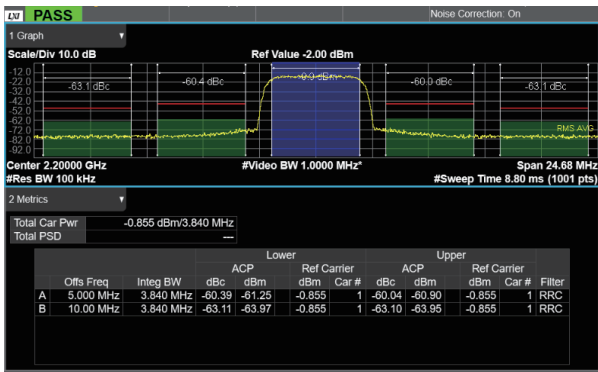 LXI PASS Noise Correction: On
1 Graph
Scale/Div 10.0 dB Ref Value -2.00 dBm
-12.0
-22.0 -63.1 dBc -60.4 dBc -60.0 dBc -63.1 dBc
-32.0
-42.0
-52.0
-62.0
-72.0 RMS AVG
-82.0
-92.0
Center 2.20000 GHz #Video BW 1.0000 MHz* Span 24.68 MHz
#Res BW 100 kHz #Sweep Time 8.80 ms (1001 pts)
2 Metrics
Total Car Pwr -0.855 dBm/3.840 MHz
Total PSD ---
Lower Upper
ACP Ref Carrier ACP Ref Carrier
Offs Freq Integ BW dBc dBm dBm Car # dBc dBm dBm Car # Filter
A 5.000 MHz 3.840 MHz -60.39 -61.25 -0.855 1 -60.04 -60.90 -0.855 1 RRC
B 10.00 MHz 3.840 MHz -63.11 -63.97 -0.855 1 -63.10 -63.95 -0.855 1 RRC